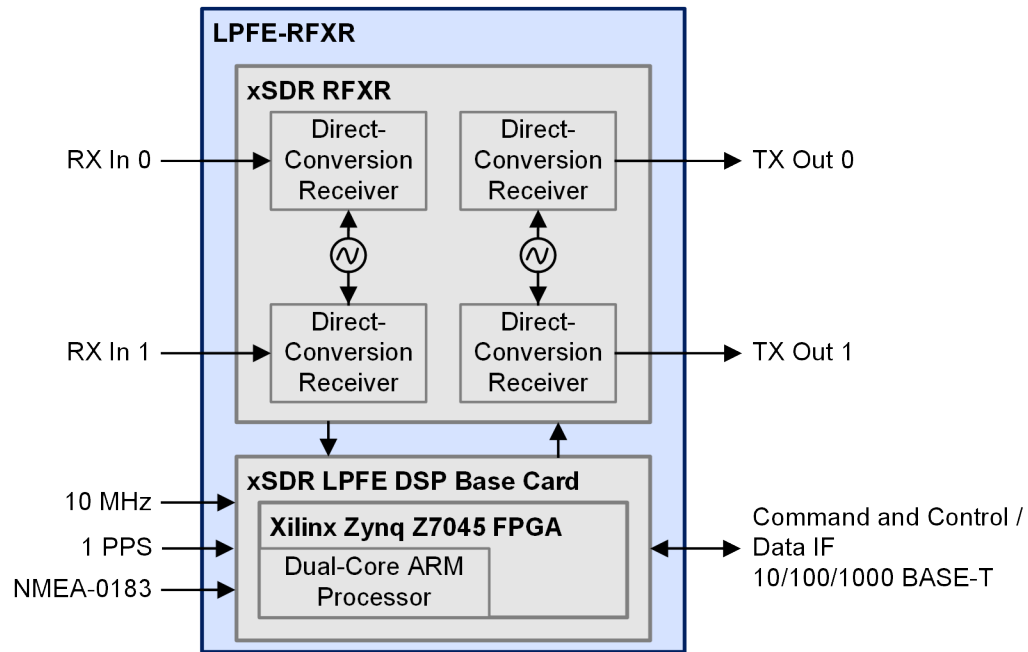 LPFE-RFXR
xSDR RFXR
Direct-
Conversion
Receiver
Direct-
Conversion
Receiver
RX In 0
TX Out 0
Direct-
Conversion
Receiver
Direct-
Conversion
Receiver
RX In 1
TX Out 1
xSDR LPFE DSP Base Card
10 MHz
1 PPS
NMEA-0183
Xilinx Zynq Z7045 FPGA
Dual-Core ARM
Processor
Command and Control /
Data IF
10/100/1000 BASE-T